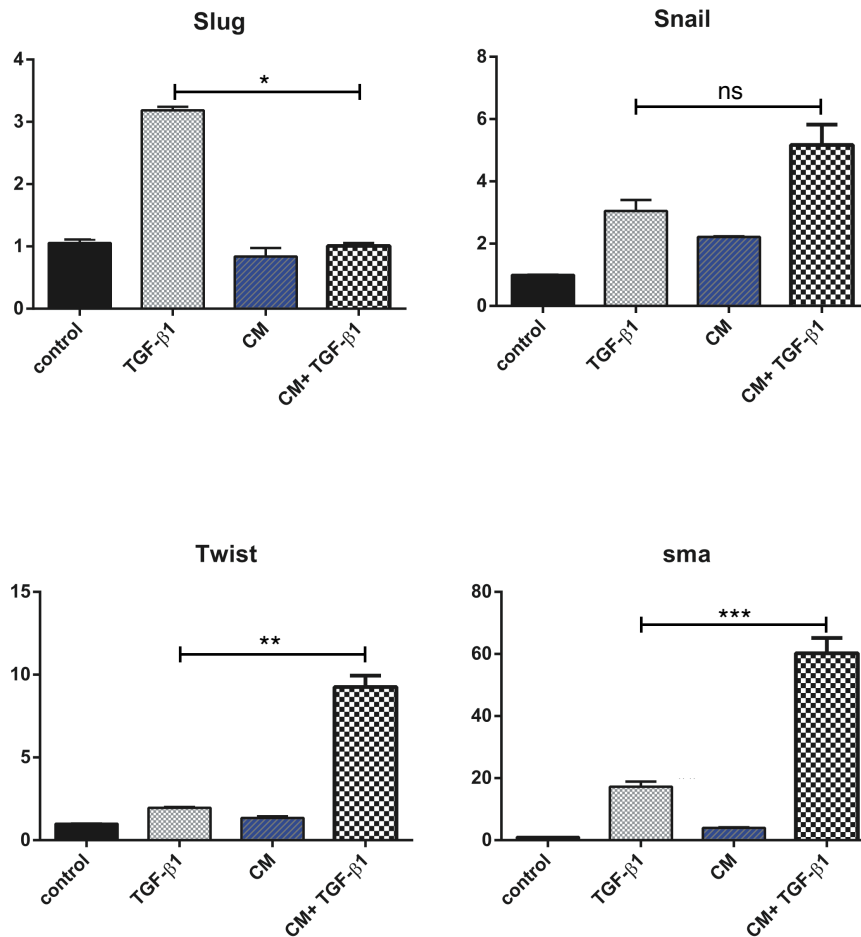 Slug
4
3
2
1
0
*
control
TGF-β1
CM
CM+ TGF-β1
Snail
8
6
4
2
0
ns
control
TGF-β1
CM
CM+ TGF-β1
Twist
15
10
5
0
**
control
TGF-β1
CM
CM+ TGF-β1
sma
80
60
40
20
0
***
control
TGF-β1
CM
CM+ TGF-β1